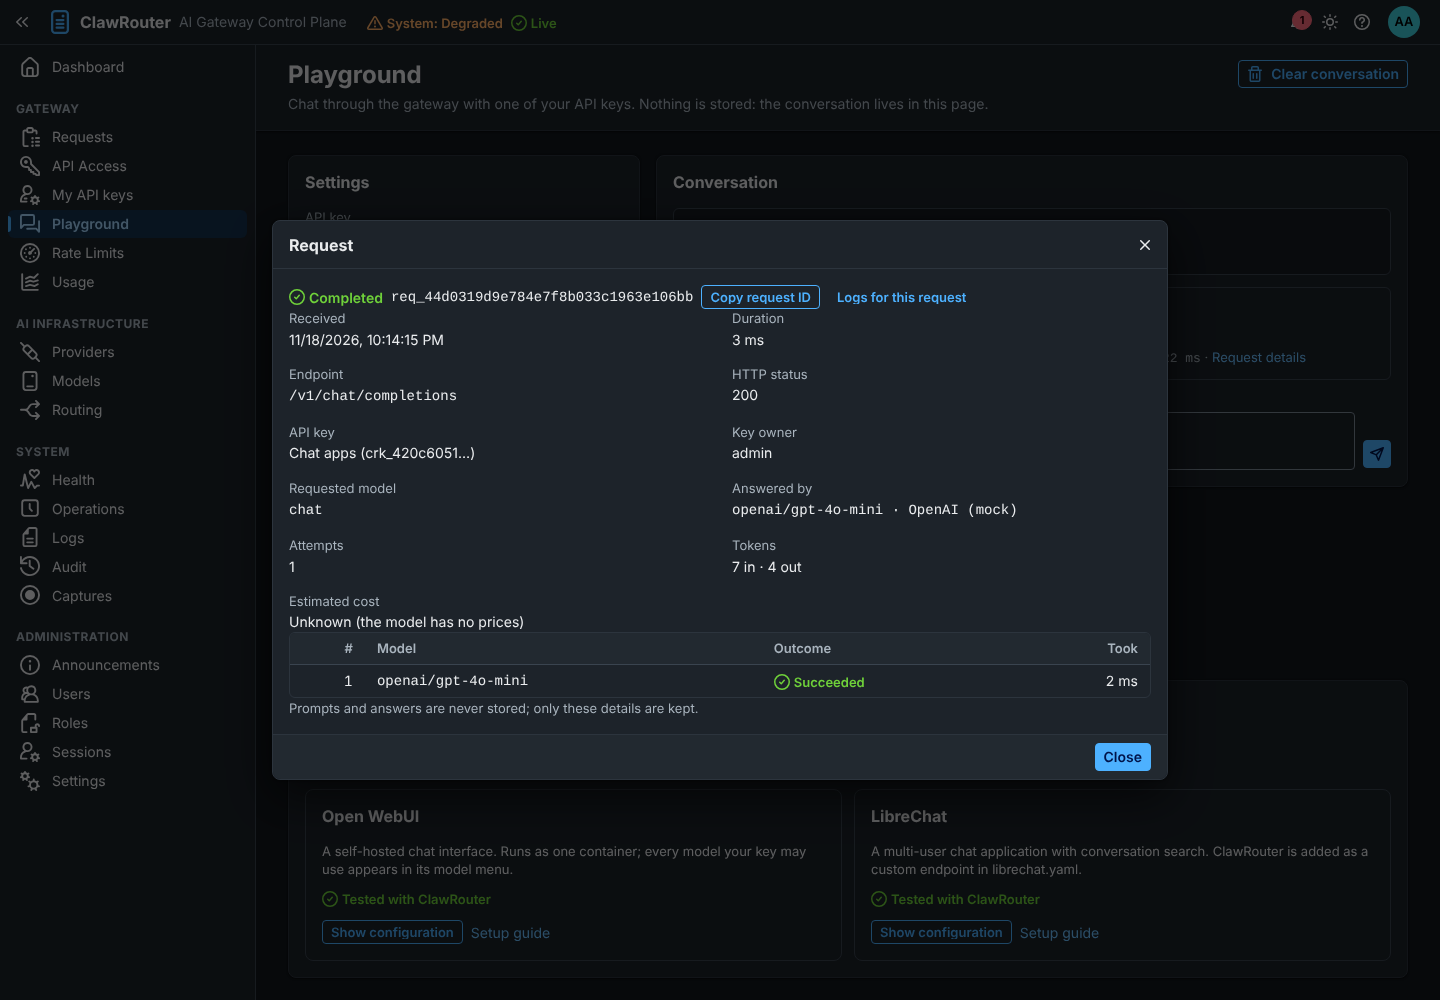 ClawRouter AI Gateway Control Plane System: Degraded Live 1 AA
Dashboard
GATEWAY
Requests
API Access
My API keys
Playground
Rate Limits
Usage
AI INFRASTRUCTURE
Providers
Models
Routing
SYSTEM
Health
Operations
Logs
Audit
Captures
ADMINISTRATION
Announcements
Users
Roles
Sessions
Settings
Playground
Clear conversation
Chat through the gateway with one of your API keys. Nothing is stored: the conversation lives in this page.
Settings
API key
Conversation
2 ms · Request details
Request
Completed req_44d0319d9e784e7f8b033c1963e106bb Copy request ID Logs for this request
Received
11/18/2026, 10:14:15 PM
Duration
3 ms
Endpoint
/v1/chat/completions
HTTP status
200
API key
Chat apps (crk_420c6051...)
Key owner
admin
Requested model
chat
Answered by
openai/gpt-4o-mini · OpenAI (mock)
Attempts
1
Tokens
7 in · 4 out
Estimated cost
Unknown (the model has no prices)
# Model Outcome Took
1 openai/gpt-4o-mini Succeeded 2 ms
Prompts and answers are never stored; only these details are kept.
Close
Open WebUI
A self-hosted chat interface. Runs as one container; every model your key may
use appears in its model menu.
Tested with ClawRouter
Show configuration Setup guide
LibreChat
A multi-user chat application with conversation search. ClawRouter is added as a
custom endpoint in librechat.yaml.
Tested with ClawRouter
Show configuration Setup guide